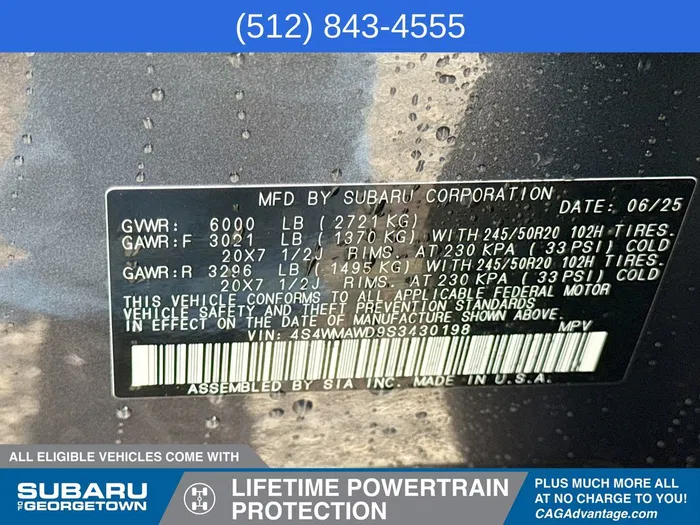 (512) 843-4555
MFD BY SUBARU CORPORATION DATE: 06/25
GVWR: 6000 LB ( 2721 KG)
GAWR: F 3021 LB ( 1370 KG) WITH 245/50R20 102H TIRES.
20X7 1/2J RIMS. AT 230 KPA ( 33 PSI) COLD
GAWR: R 3296 LB ( 1495 KG) WITH 245/50R20 102H TIRES.
20X7 1/2J RIMS. AT 230 KPA ( 33 PSI) COLD
THIS VEHICLE CONFORMS TO ALL APPLICABLE FEDERAL MOTOR
VEHICLE SAFETY AND THEFT PREVENTION STANDARDS
IN EFFECT ON THE DATE OF MANUFACTURE SHOWN ABOVE.
VIN: 4S4WMAWD9S3430198 MPV
ASSEMBLED BY SIA INC. MADE IN U.S.A.
ALL ELIGIBLE VEHICLES COME WITH
SUBARU
OF GEORGETOWN
LIFETIME POWERTRAIN
PROTECTION
PLUS MUCH MORE ALL
AT NO CHARGE TO YOU!
CAGAdvantage.com